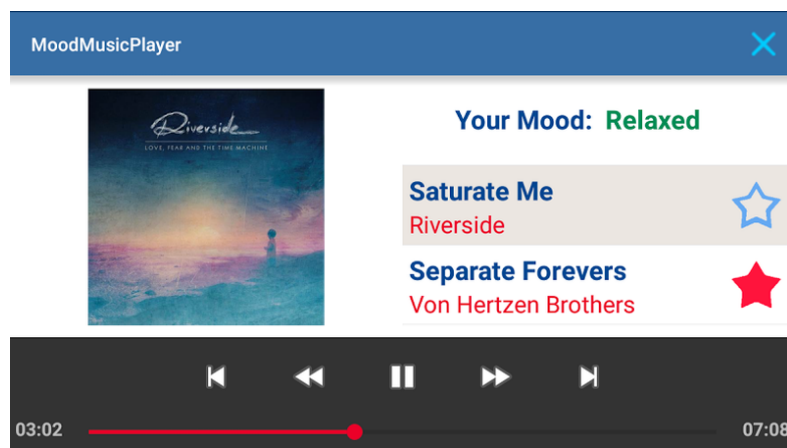 MoodMusicPlayer
Riverside
LOVE, FEAR AND THE TIME MACHINE
Your Mood: Relaxed
Saturate Me
Riverside
Separate Forevers
Von Hertzen Brothers
03:02
07:08